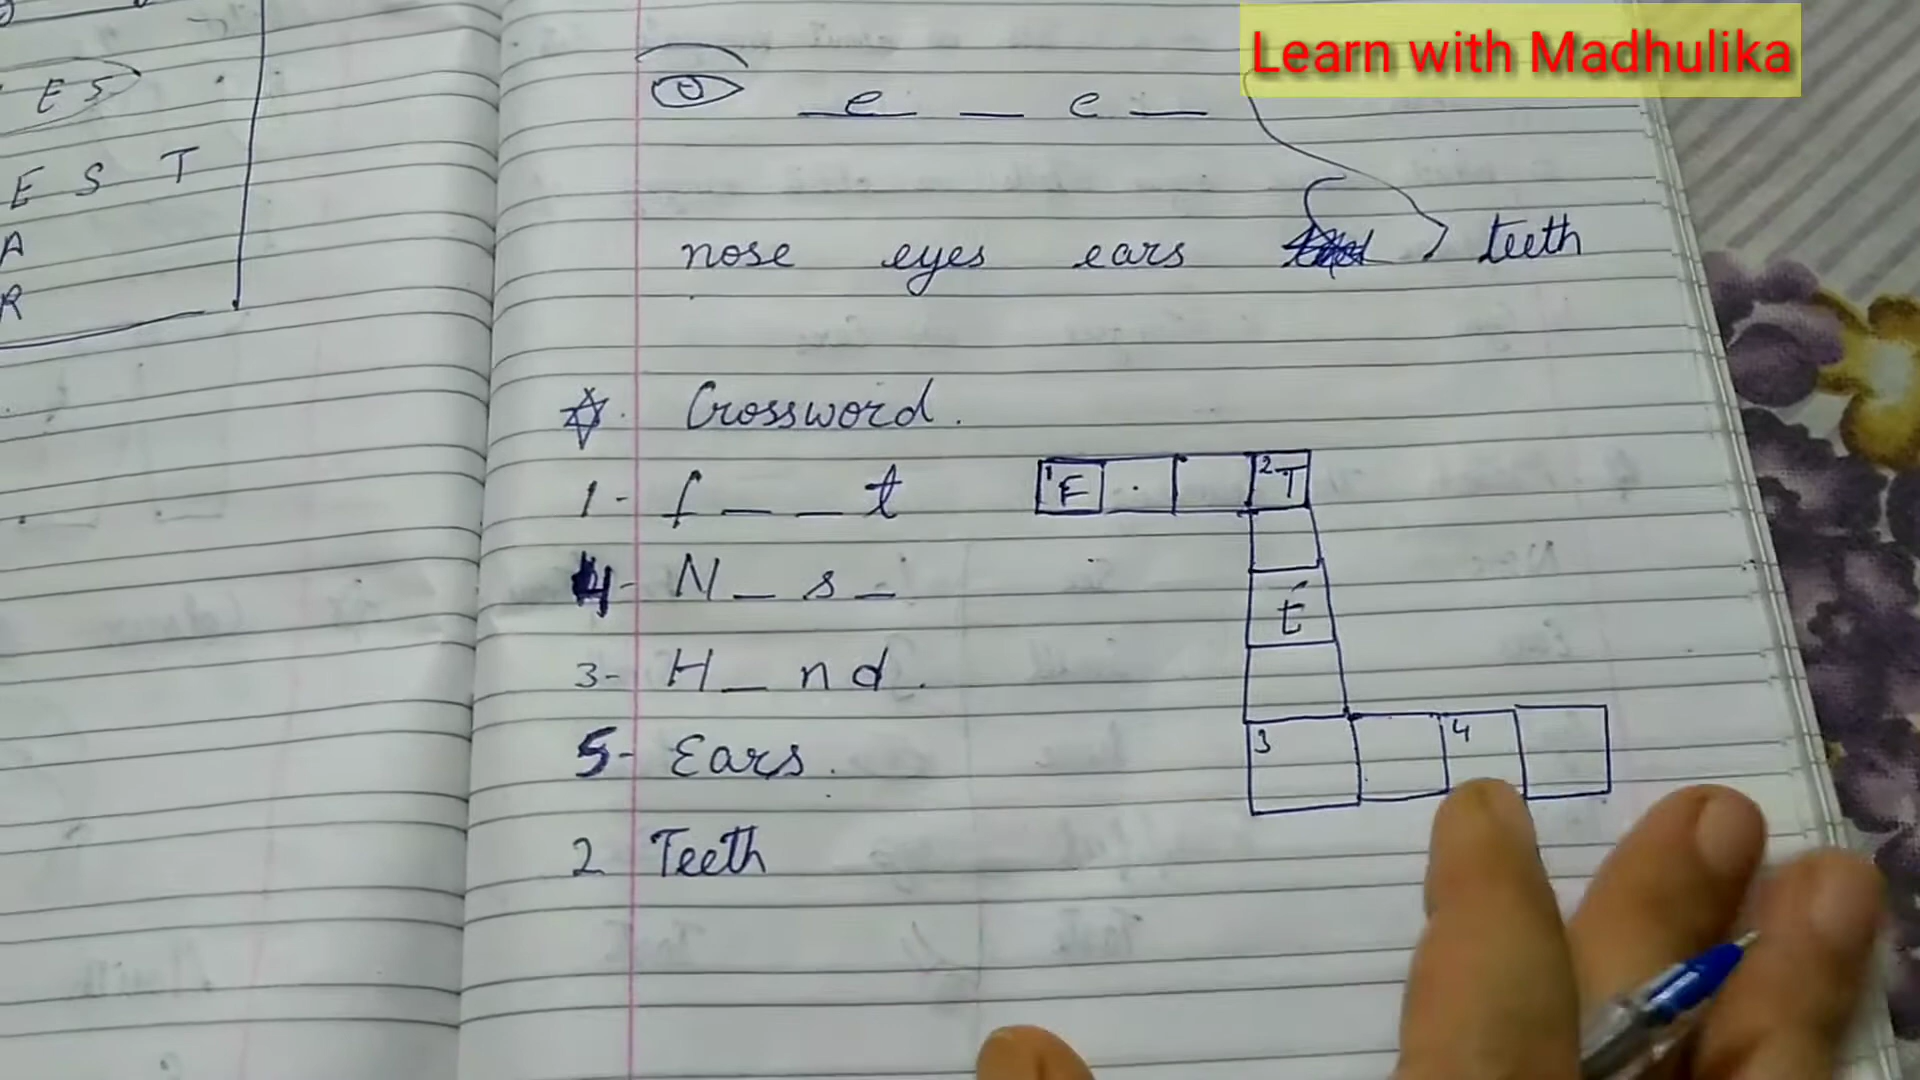 Learn with Madhulika
E S
E S T
A
R
_ e _ e _
nose eyes ears teeth
Crossword.
1- f _ _ t
1 F 2 T
4- N _ s _
t
3- H _ n d.
5- Ears.
3 4
2 Teeth